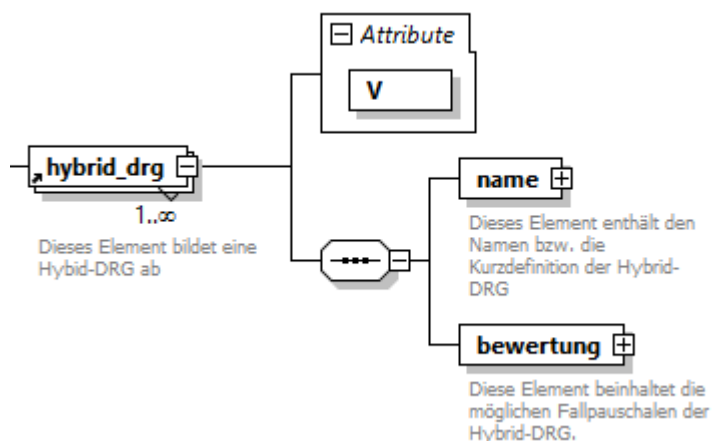 Attribute
V
hybrid_drg
1..∞
Dieses Element bildet eine
Hybid-DRG ab
name
Dieses Element enthält den
Namen bzw. die
Kurzdefinition der Hybrid-
DRG
bewertung
Diese Element beinhaltet die
möglichen Fallpauschalen der
Hybrid-DRG.